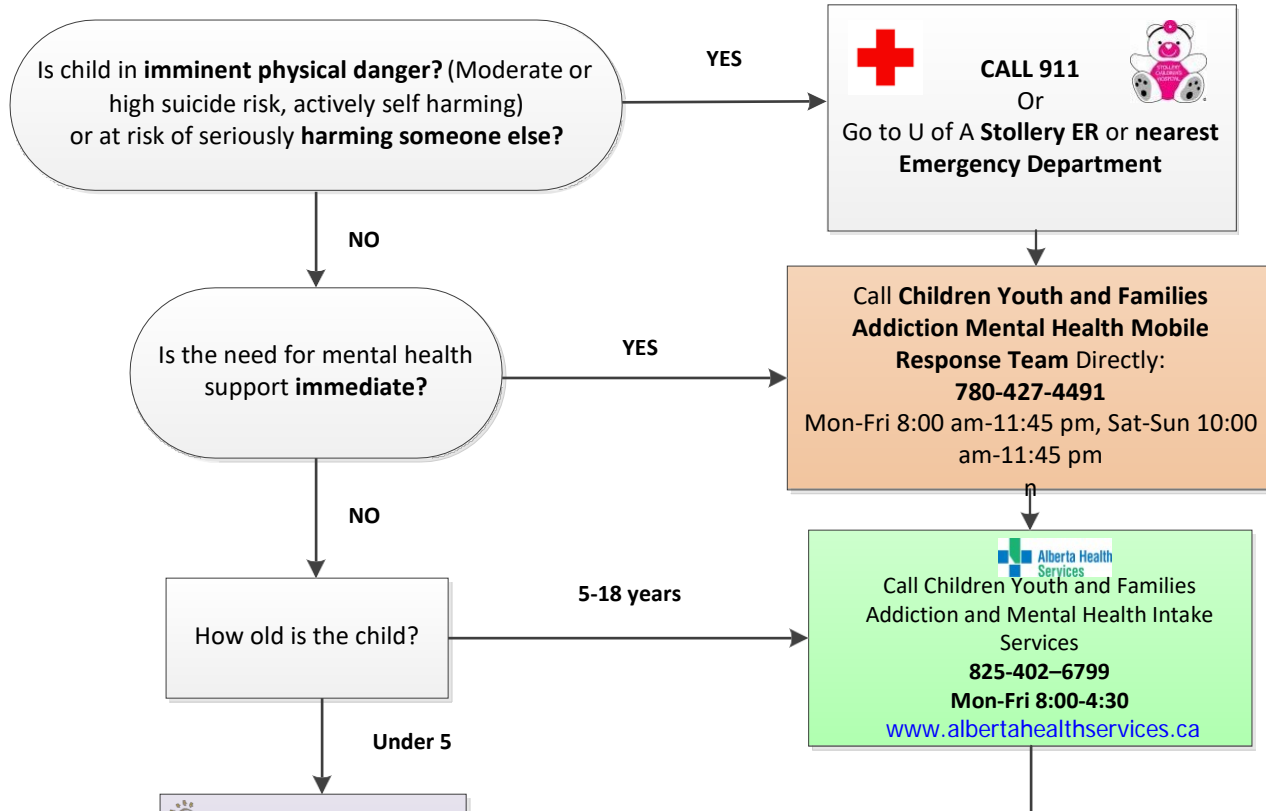 Is child in imminent physical danger? (Moderate or
high suicide risk, actively self harming)
or at risk of seriously harming someone else?
YES
CALL 911
Or
Go to U of A Stollery ER or nearest
Emergency Department
STOLLERY
CHILDREN'S
HOSPITAL
NO
Is the need for mental health
support immediate?
YES
Call Children Youth and Families
Addiction Mental Health Mobile
Response Team Directly:
780-427-4491
Mon-Fri 8:00 am-11:45 pm, Sat-Sun 10:00
am-11:45 pm
n
NO
How old is the child?
5-18 years
Alberta Health
Services
Call Children Youth and Families
Addiction and Mental Health Intake
Services
825-402–6799
Mon-Fri 8:00-4:30
www.albertahealthservices.ca
Under 5